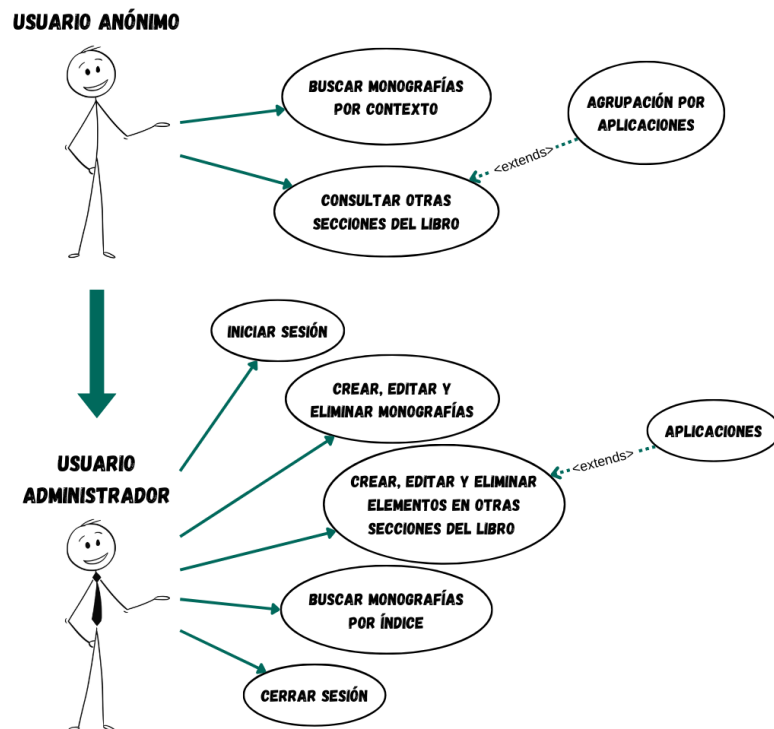 USUARIO ANÓNIMO
BUSCAR MONOGRAFÍAS
POR CONTEXTO
AGRUPACIÓN POR
APLICACIONES
<extends>
CONSULTAR OTRAS
SECCIONES DEL LIBRO
INICIAR SESIÓN
CREAR, EDITAR Y
ELIMINAR MONOGRAFÍAS
APLICACIONES
<extends>
USUARIO
ADMINISTRADOR
CREAR, EDITAR Y ELIMINAR
ELEMENTOS EN OTRAS
SECCIONES DEL LIBRO
BUSCAR MONOGRAFÍAS
POR ÍNDICE
CERRAR SESIÓN